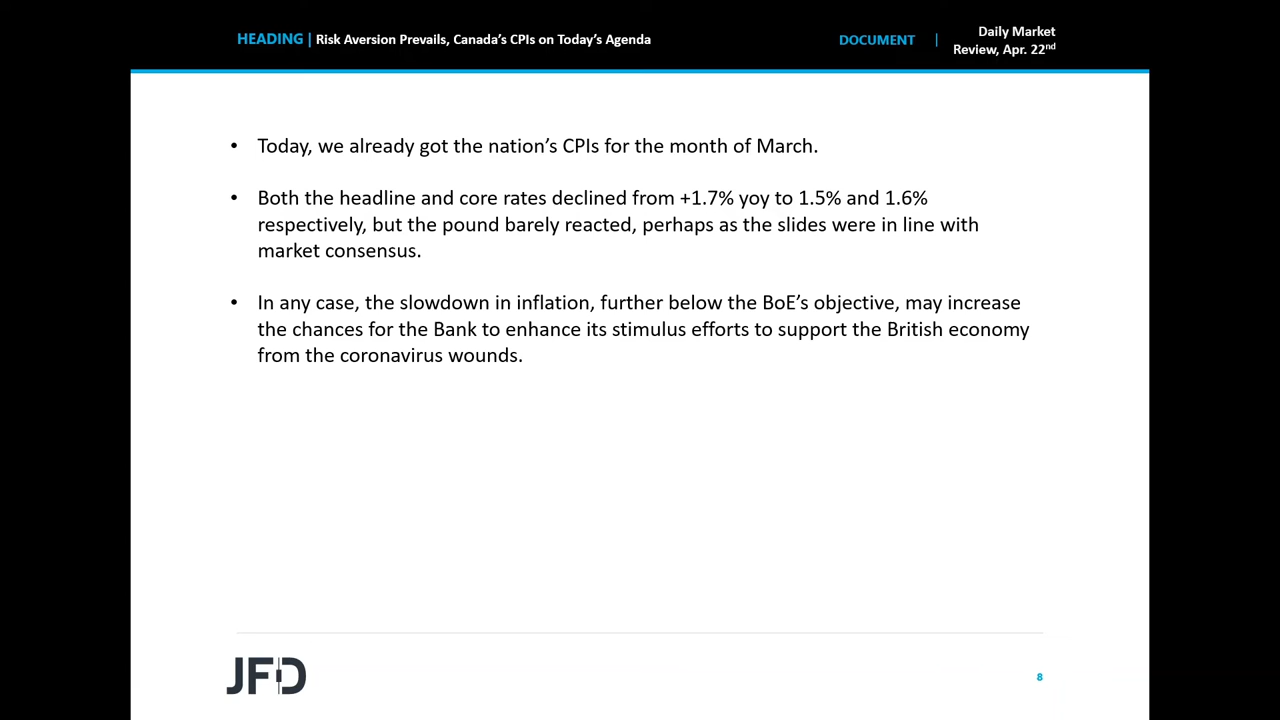 HEADING | Risk Aversion Prevails, Canada's CPIs on Today's Agenda
DOCUMENT |
Daily Market
Review, Apr. 22nd
• Today, we already got the nation's CPIs for the month of March.
• Both the headline and core rates declined from +1.7% yoy to 1.5% and 1.6%
respectively, but the pound barely reacted, perhaps as the slides were in line with
market consensus.
• In any case, the slowdown in inflation, further below the BoE's objective, may increase
the chances for the Bank to enhance its stimulus efforts to support the British economy
from the coronavirus wounds.
JFD
8